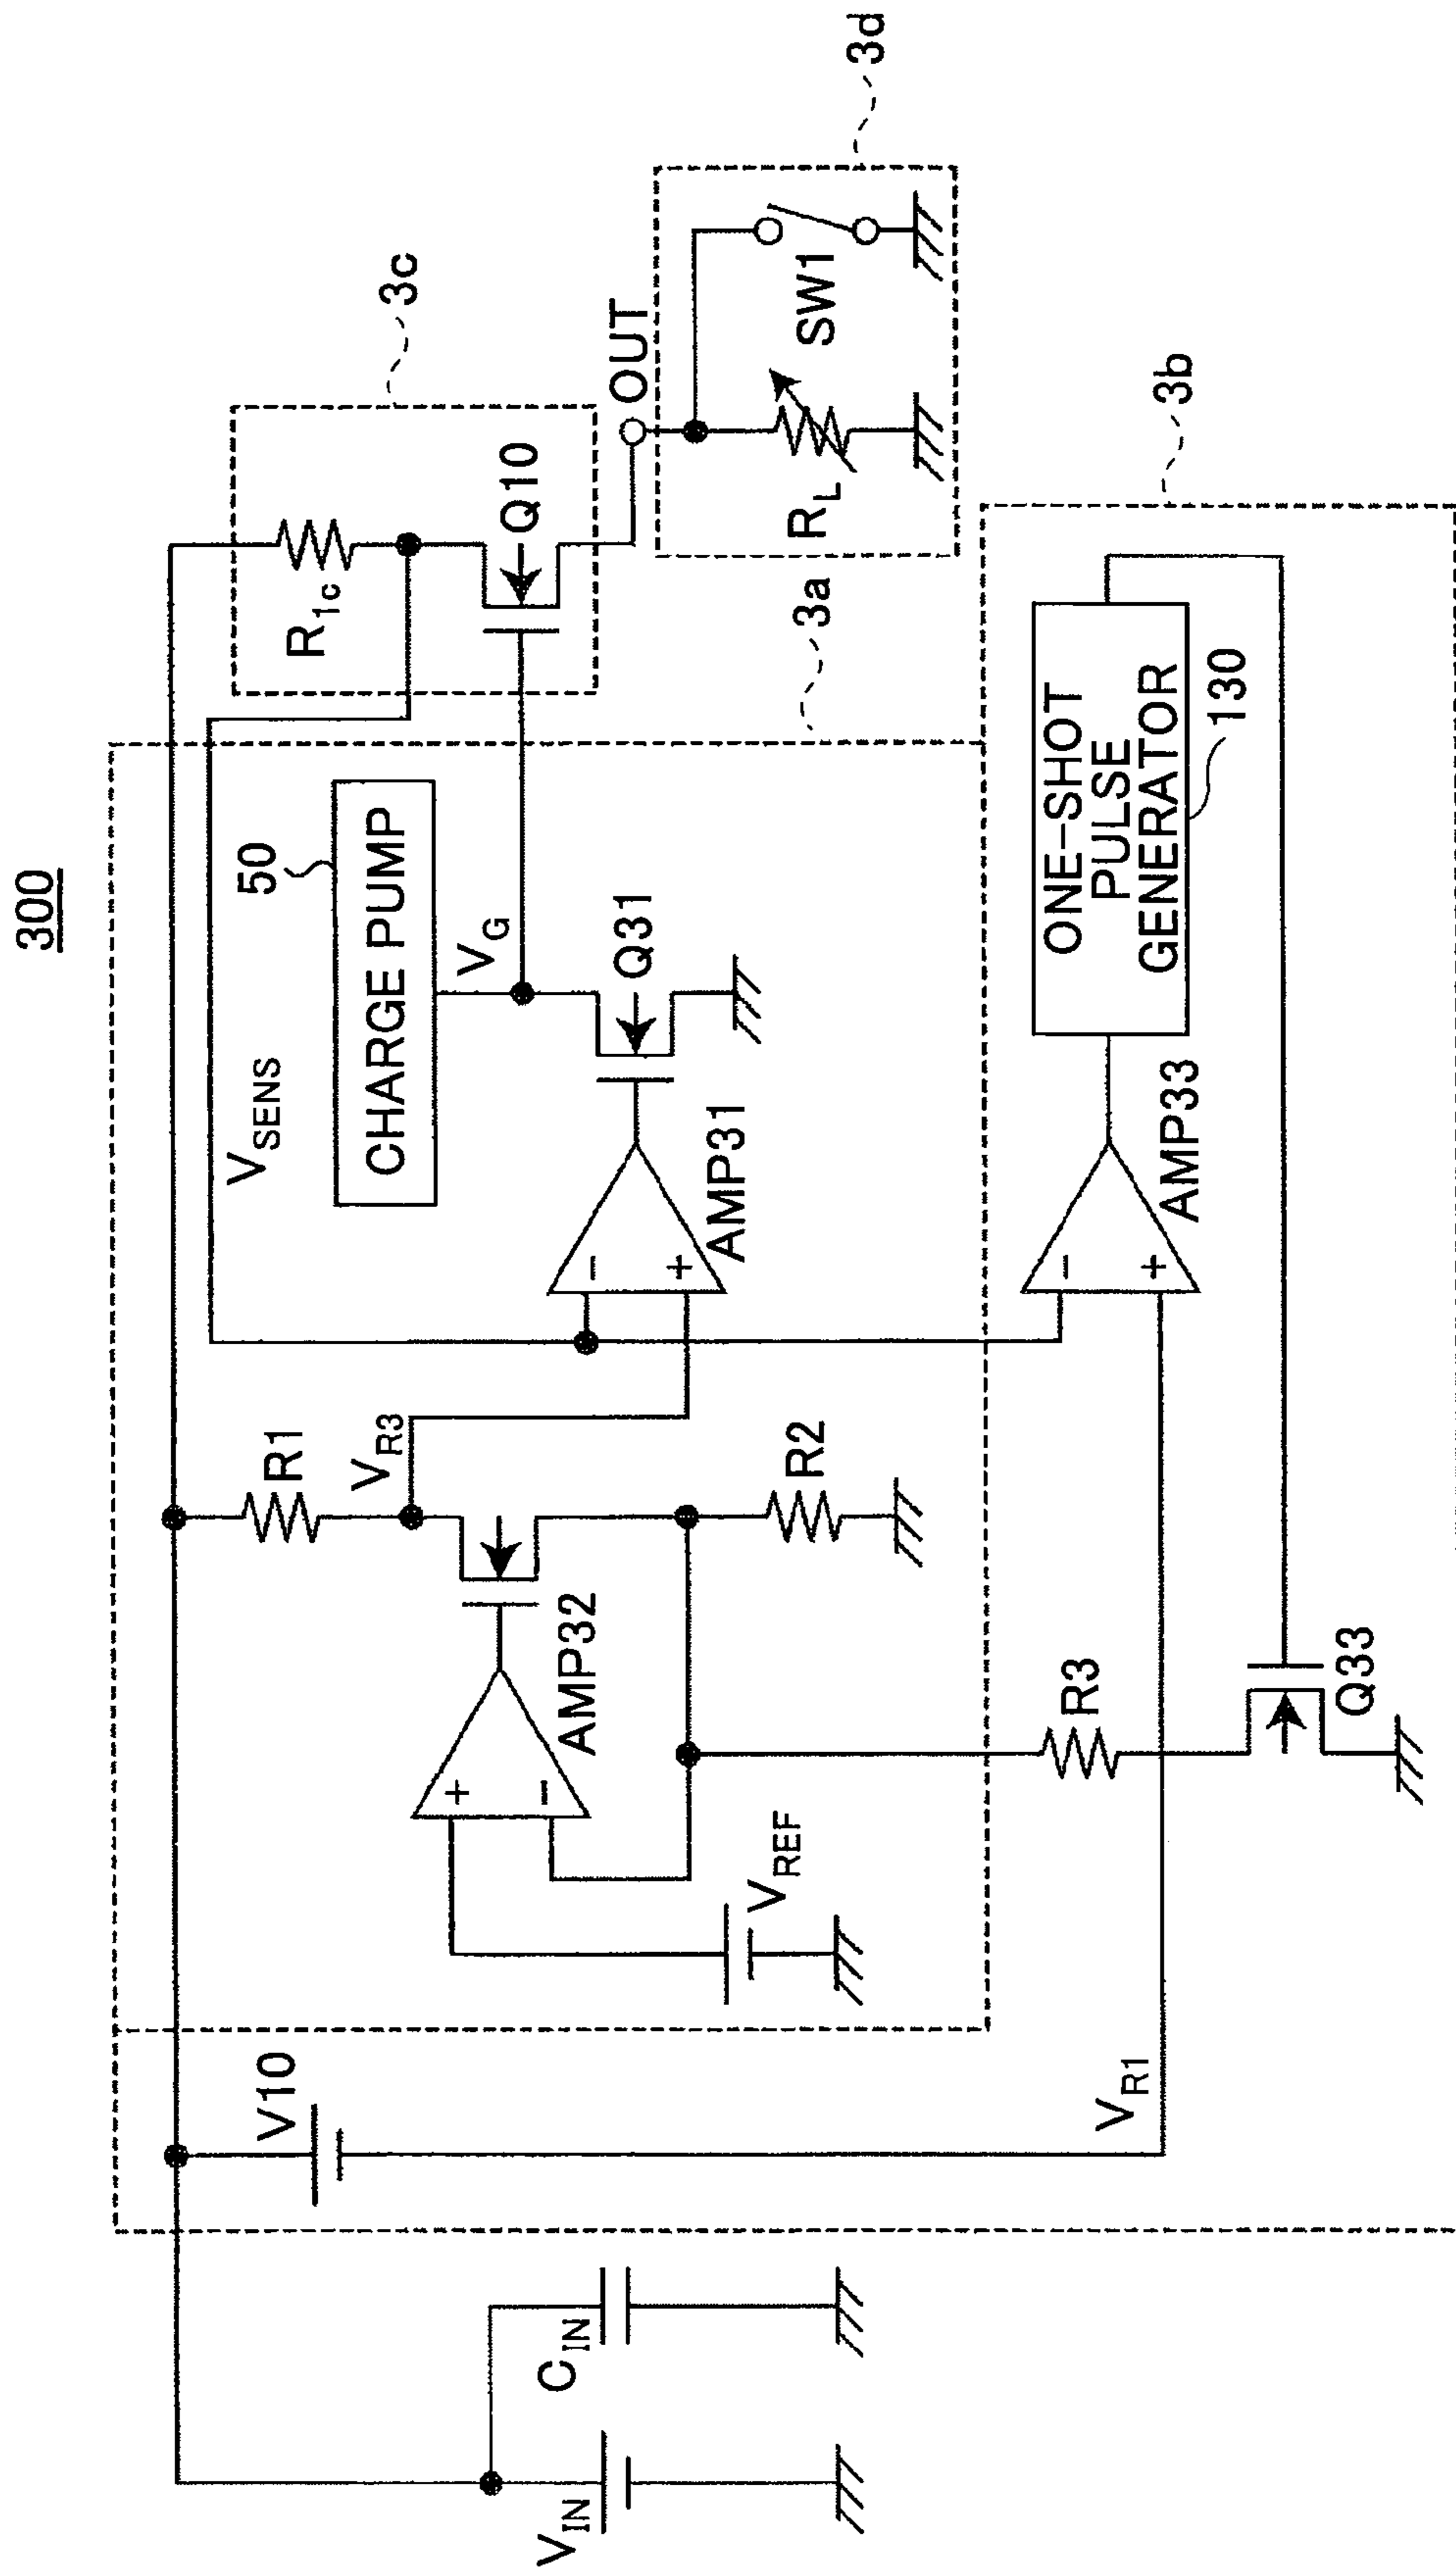 300
3c
3d
R1c
Q10
OUT
SW1
RL
3a
3b
50
CHARGE PUMP
VSENS
VG
Q31
AMP31
-
+
ONE-SHOT
PULSE
GENERATOR
130
AMP33
-
+
R1
VR3
R2
AMP32
+
-
VREF
R3
Q33
V10
VR1
CIN
VIN